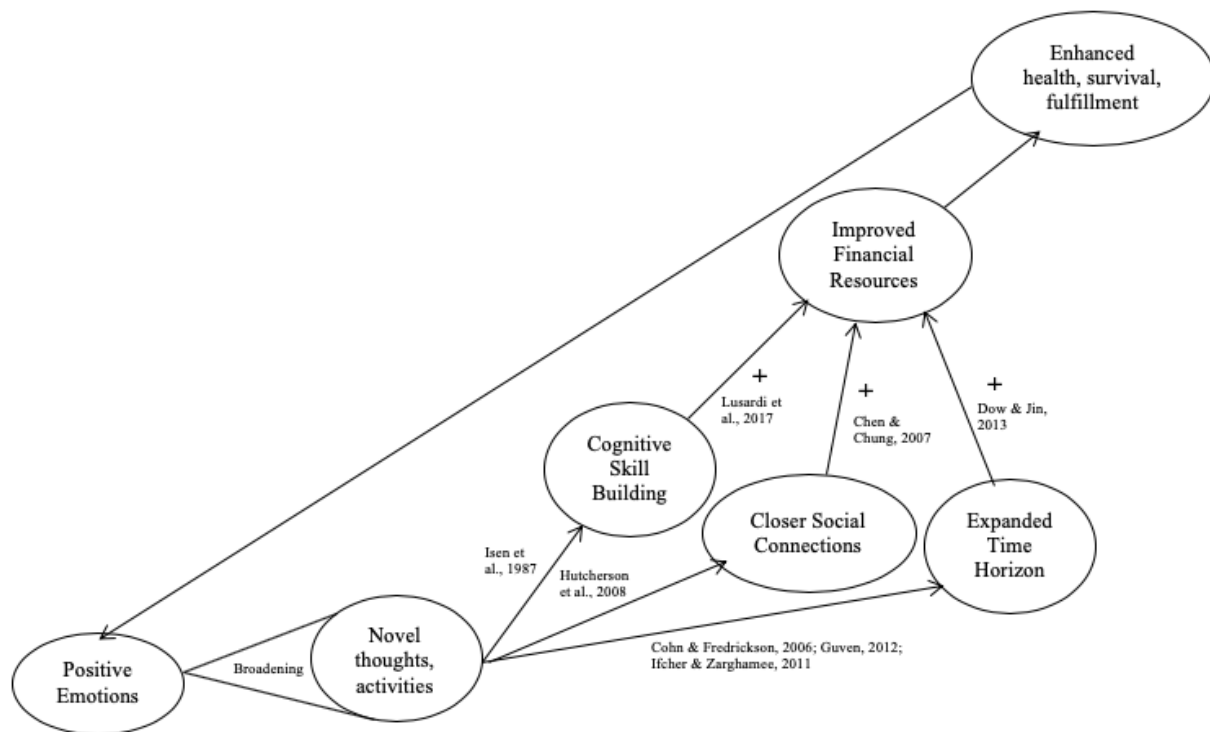 Enhanced
health, survival,
fulfillment
Improved
Financial
Resources
+
Lusardi et
al., 2017
+
Chen &
Chung, 2007
+
Dow & Jin,
2013
Cognitive
Skill
Building
Closer Social
Connections
Expanded
Time
Horizon
Isen et
al., 1987
Hutcherson
et al., 2008
Cohn & Fredrickson, 2006; Guven, 2012;
Ifcher & Zarghamee, 2011
Novel
thoughts,
activities
Broadening
Positive
Emotions